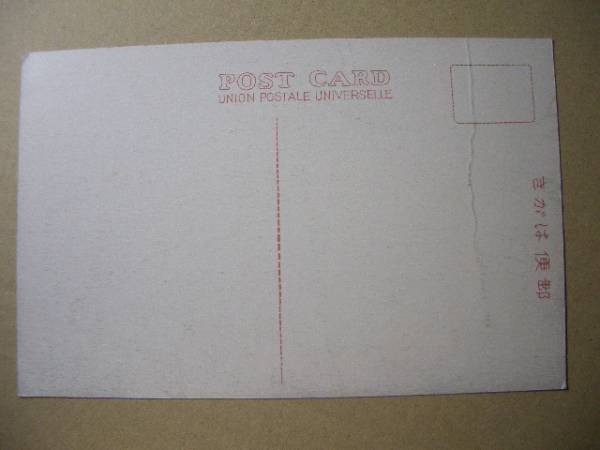 POST CARD
UNION POSTALE UNIVERSELLE
きがは便郵